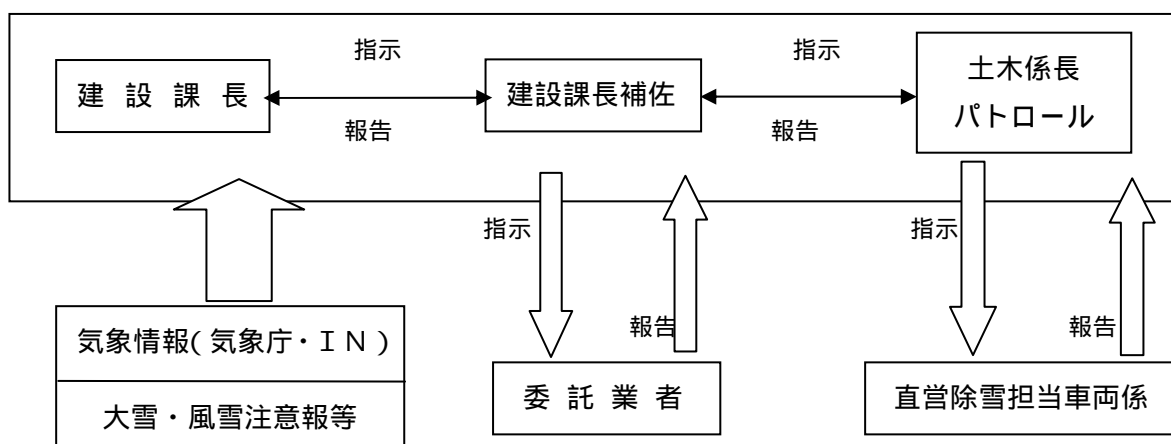 指示
指示
建 設 課 長
建設課長補佐
土木係長
パトロール
報告
報告
指示
指示
報告
報告
気象情報( 気象庁・ＩＮ )
大雪・風雪注意報等
委 託 業 者
直営除雪担当車両係